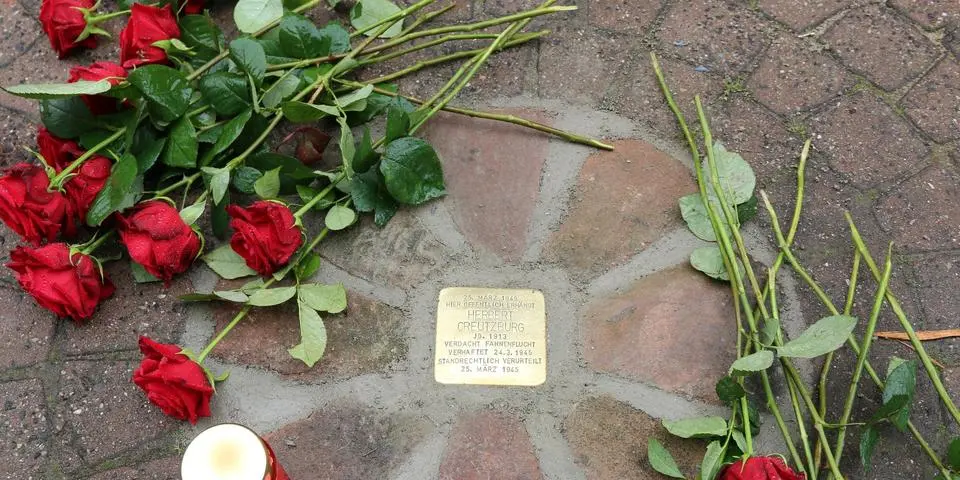 25. MÄRZ 1945
HIER ÖFFENTLICH ERHÄNGT
HERBERT
CREUTZBURG
JG. 1913
VERDACHT FAHNENFLUCHT
VERHAFTET 24.3.1945
STANDRECHTLICH VERURTEILT
25. MÄRZ 1945